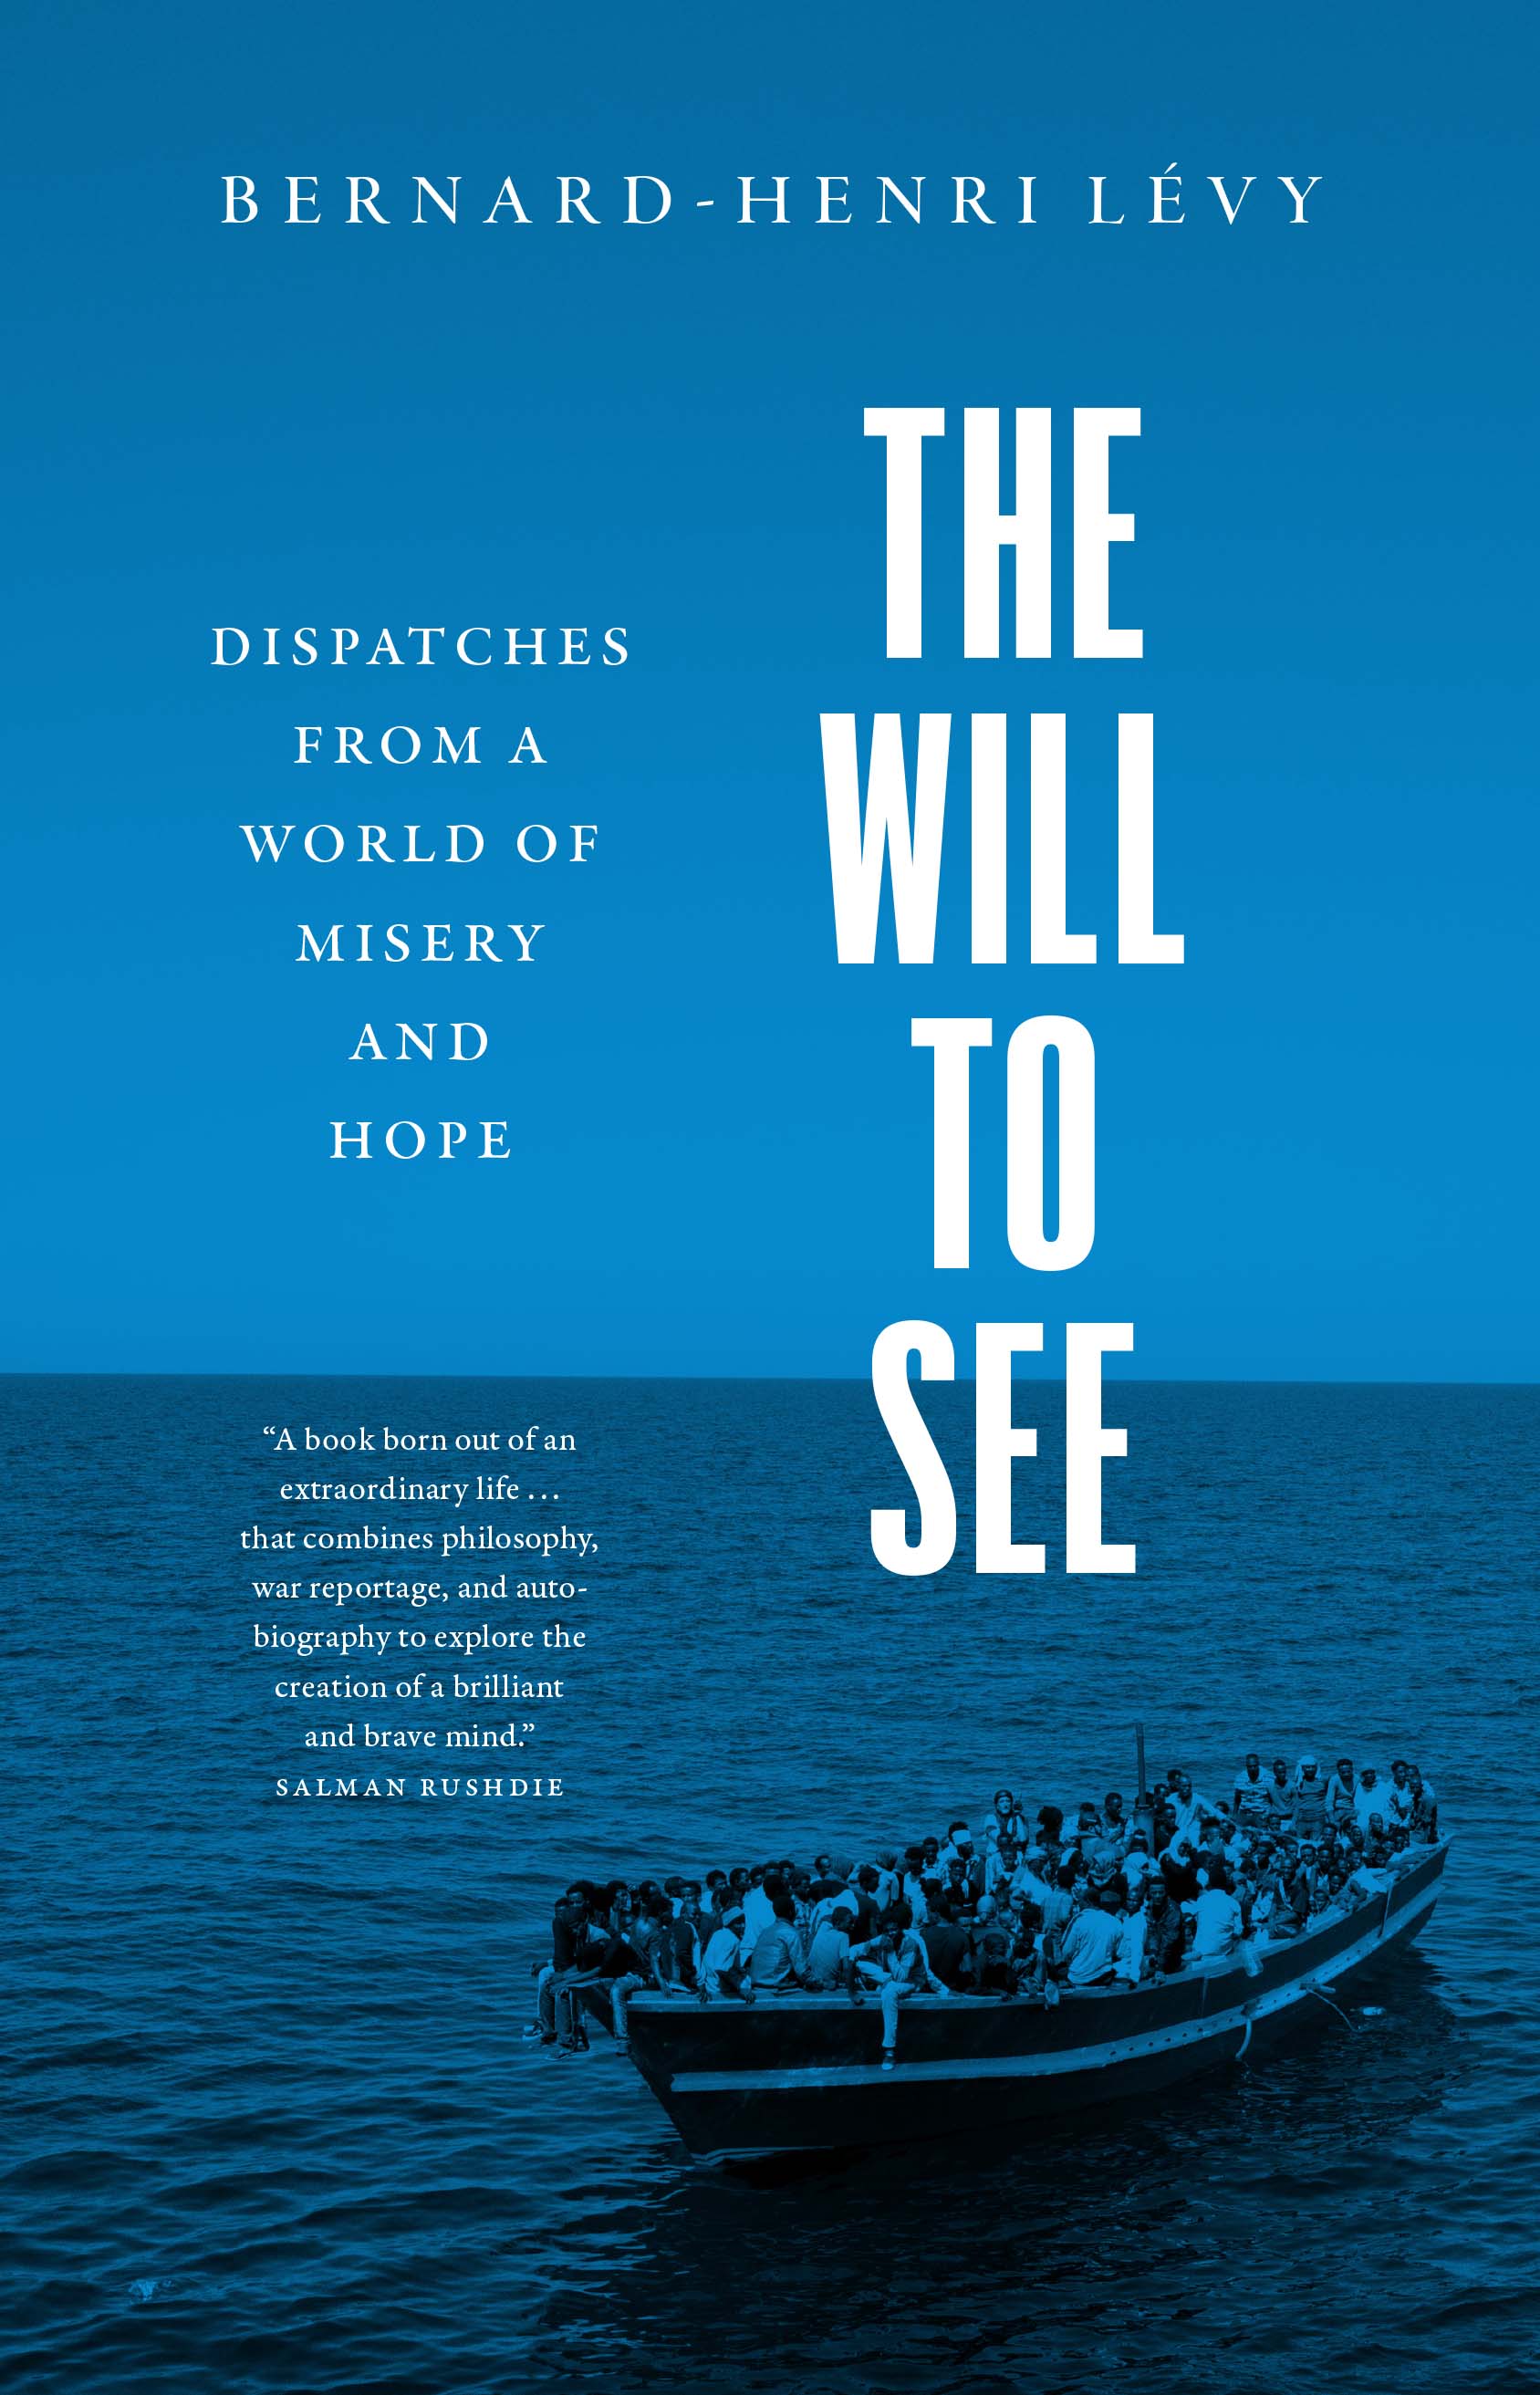 BERNARD-HENRI LÉVY
THE
WILL
TO
SEE
DISPATCHES
FROM A
WORLD OF
MISERY
AND
HOPE
“A book born out of an
extraordinary life ...
that combines philosophy,
war reportage, and auto-
biography to explore the
creation of a brilliant
and brave mind.”
SALMAN RUSHDIE